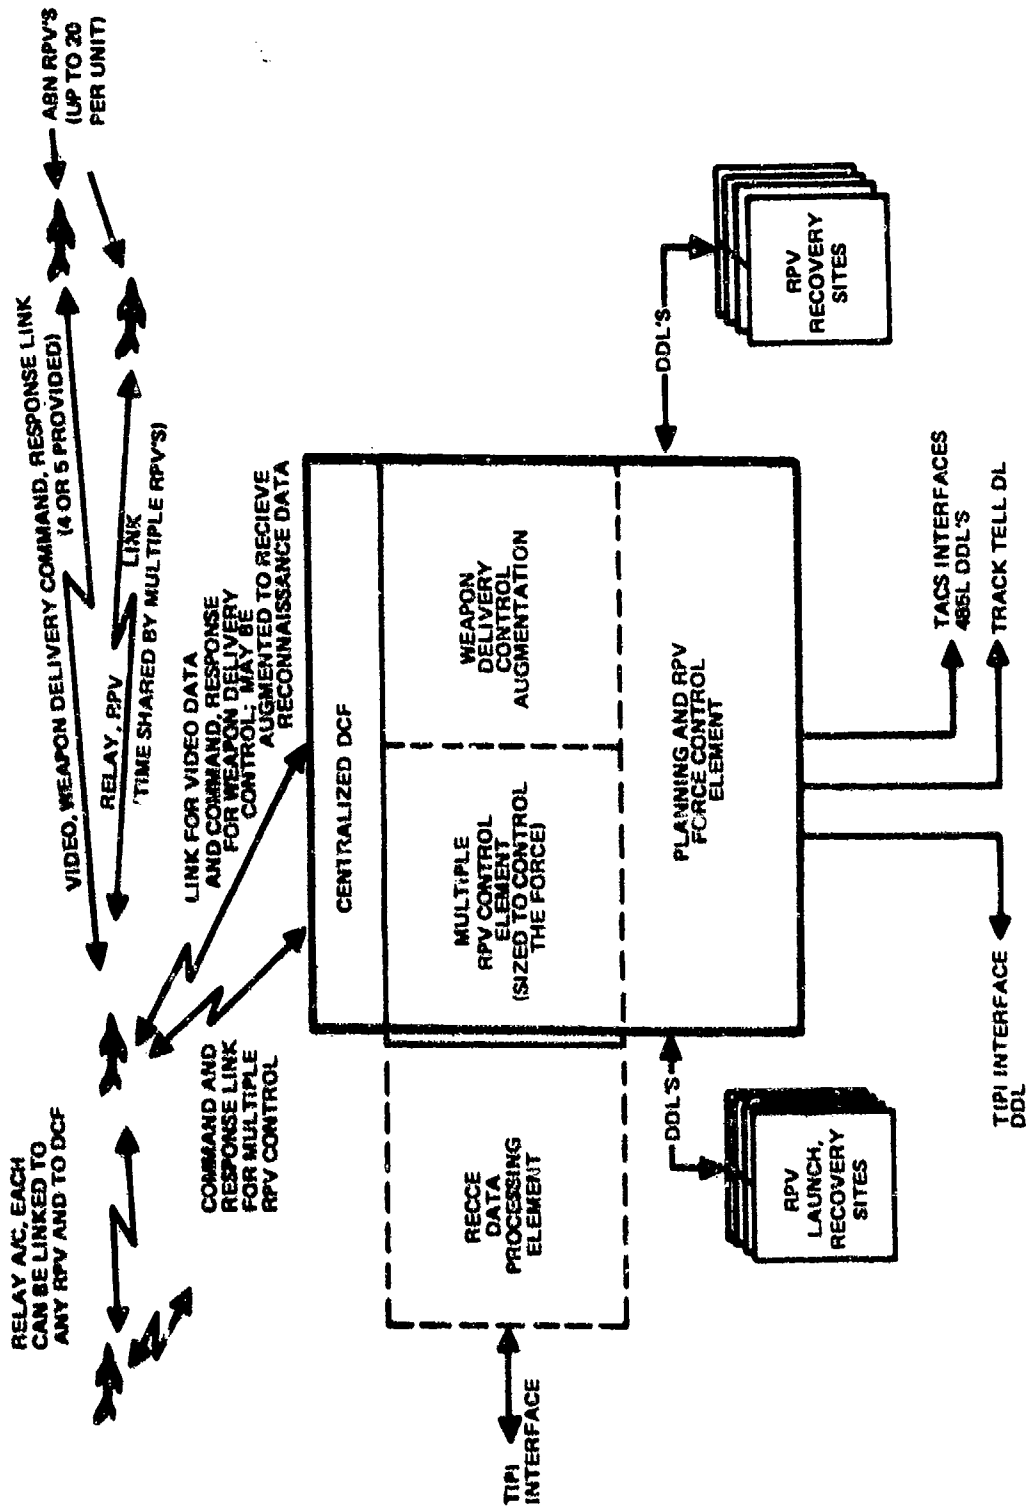 RELAY A/C, EACH
CAN BE LINKED TO
ANY RPV AND TO DCF
VIDEO, WEAPON DELIVERY COMMAND, RESPONSE LINK
(4 OR 5 PROVIDED)
ABN RPV'S
(UP TO 20
PER UNIT)
RELAY, RPV LINK
'TIME SHARED BY MULTIPLE RPV'S)
LINK FOR VIDEO DATA
AND COMMAND, RESPONSE
FOR WEAPON DELIVERY
CONTROL; MAY BE
AUGMENTED TO RECIEVE
RECONNAISSANCE DATA
COMMAND AND
RESPONSE LINK
FOR MULTIPLE
RPV CONTROL
CENTRALIZED DCF
TIPI
INTERFACE
RECCE
DATA
PROCESSING
ELEMENT
MULTIPLE
RPV CONTROL
ELEMENT
(SIZED TO CONTROL
THE FORCE)
WEAPON
DELIVERY
CONTROL
AUGMENTATION
PLANNING AND RPV
FORCE CONTROL
ELEMENT
DDL'S
DDL'S
RPV
LAUNCH,
RECOVERY
SITES
RPV
RECOVERY
SITES
TIPI INTERFACE
DDL
TACS INTERFACES
485L DDL'S
TRACK TELL DL